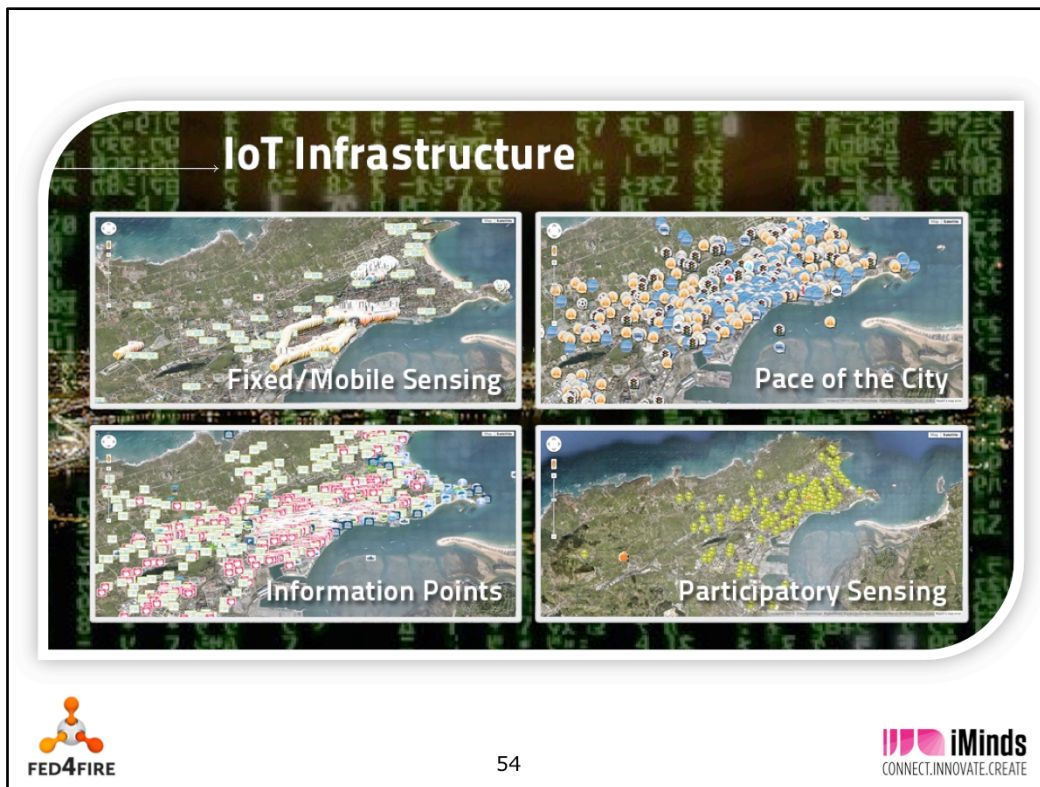 IoT Infrastructure
Fixed/Mobile Sensing
Pace of the City
Information Points
Participatory Sensing
FED4FIRE
54
iMinds
CONNECT.INNOVATE.CREATE